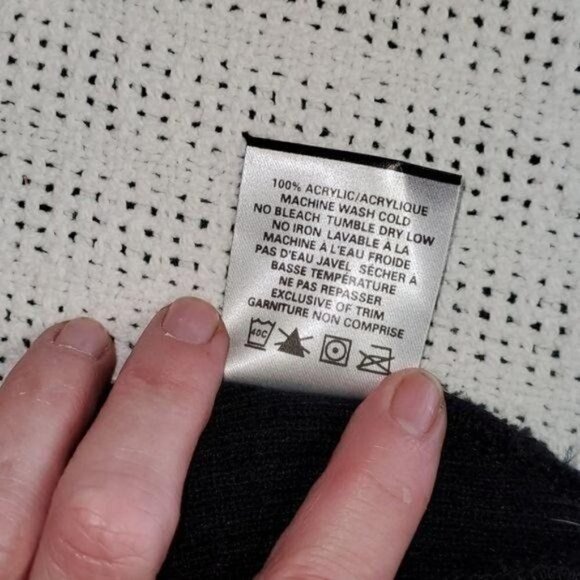 100% ACRYLIC/ACRYLIQUE
MACHINE WASH COLD
NO BLEACH TUMBLE DRY LOW
NO IRON LAVABLE A LA
MACHINE À L'EAU FROIDE
PAS D'EAU JAVEL SÉCHER À
BASSE TEMPÉRATURE
NE PAS REPASSER
EXCLUSIVE OF TRIM
GARNITURE NON COMPRISE
40C